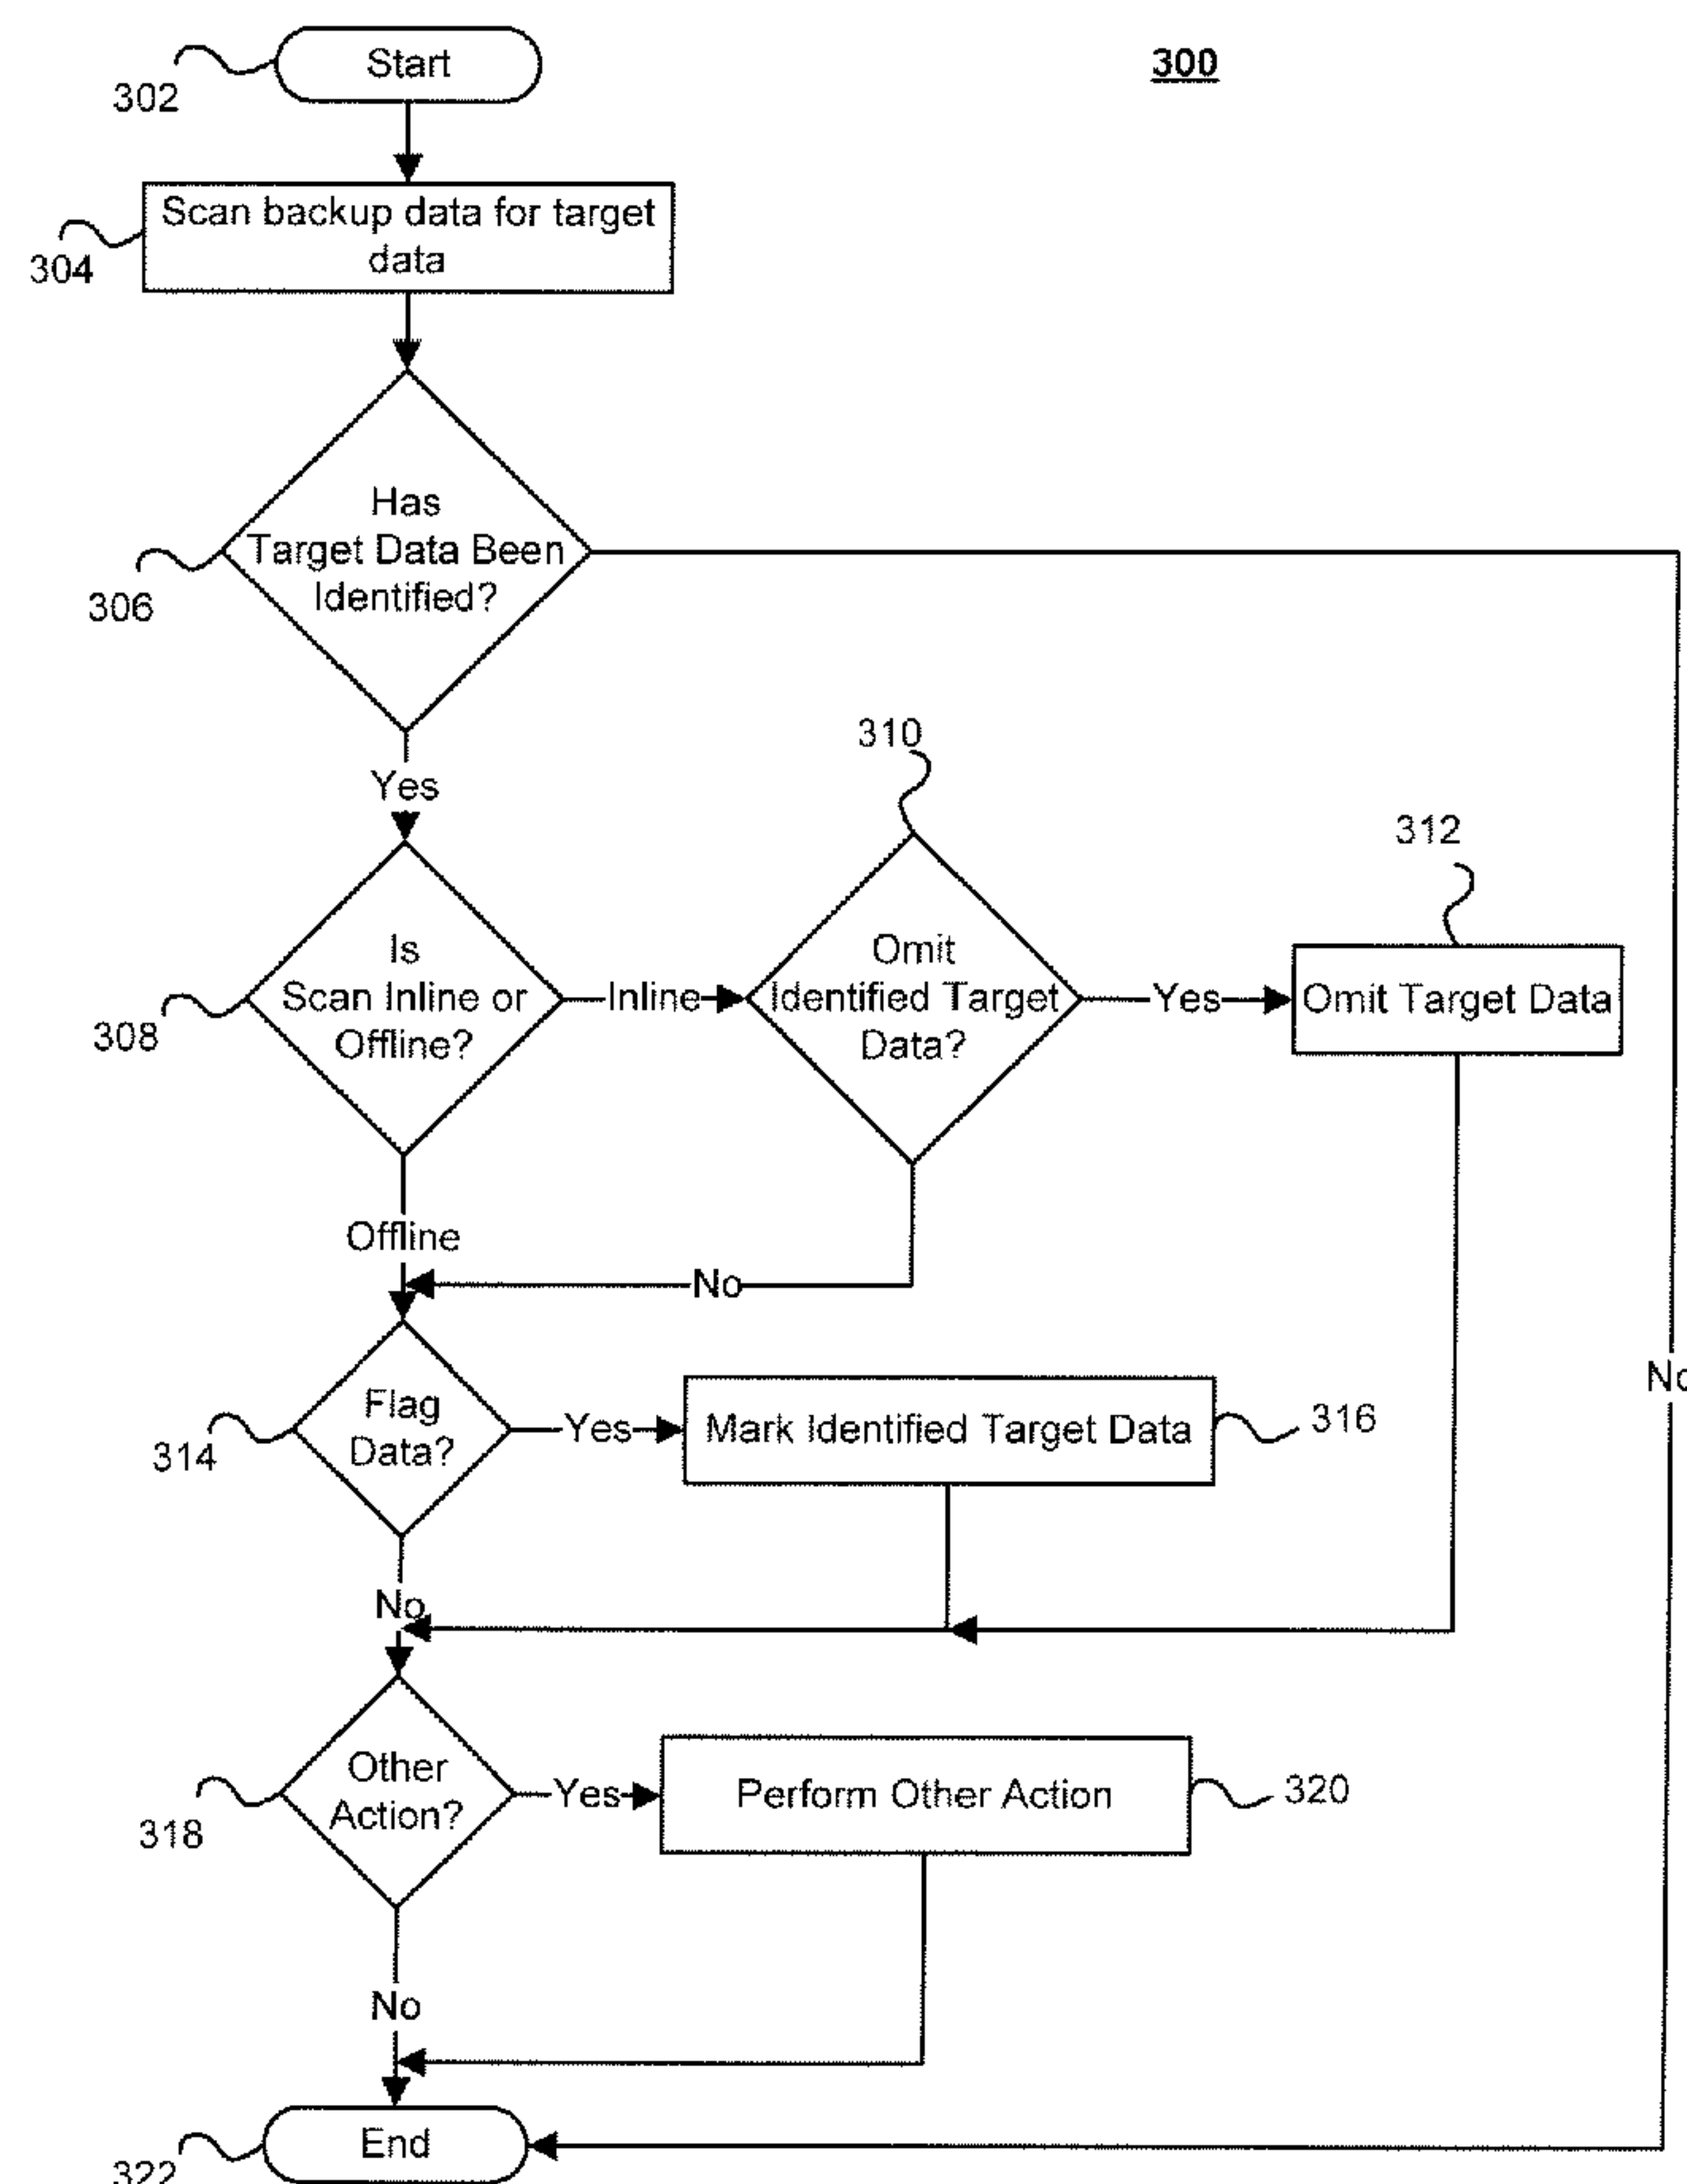 Start
300
302
Scan backup data for target
data
304
Has
Target Data Been
Identified?
306
Yes
310
312
Is
Scan Inline or
Offline?
308
Inline
Omit
Identified Target
Data?
Yes
Omit Target Data
Offline
No
No
Flag
Data?
314
Yes
Mark Identified Target Data
316
No
Other
Action?
318
Yes
Perform Other Action
320
No
End
322